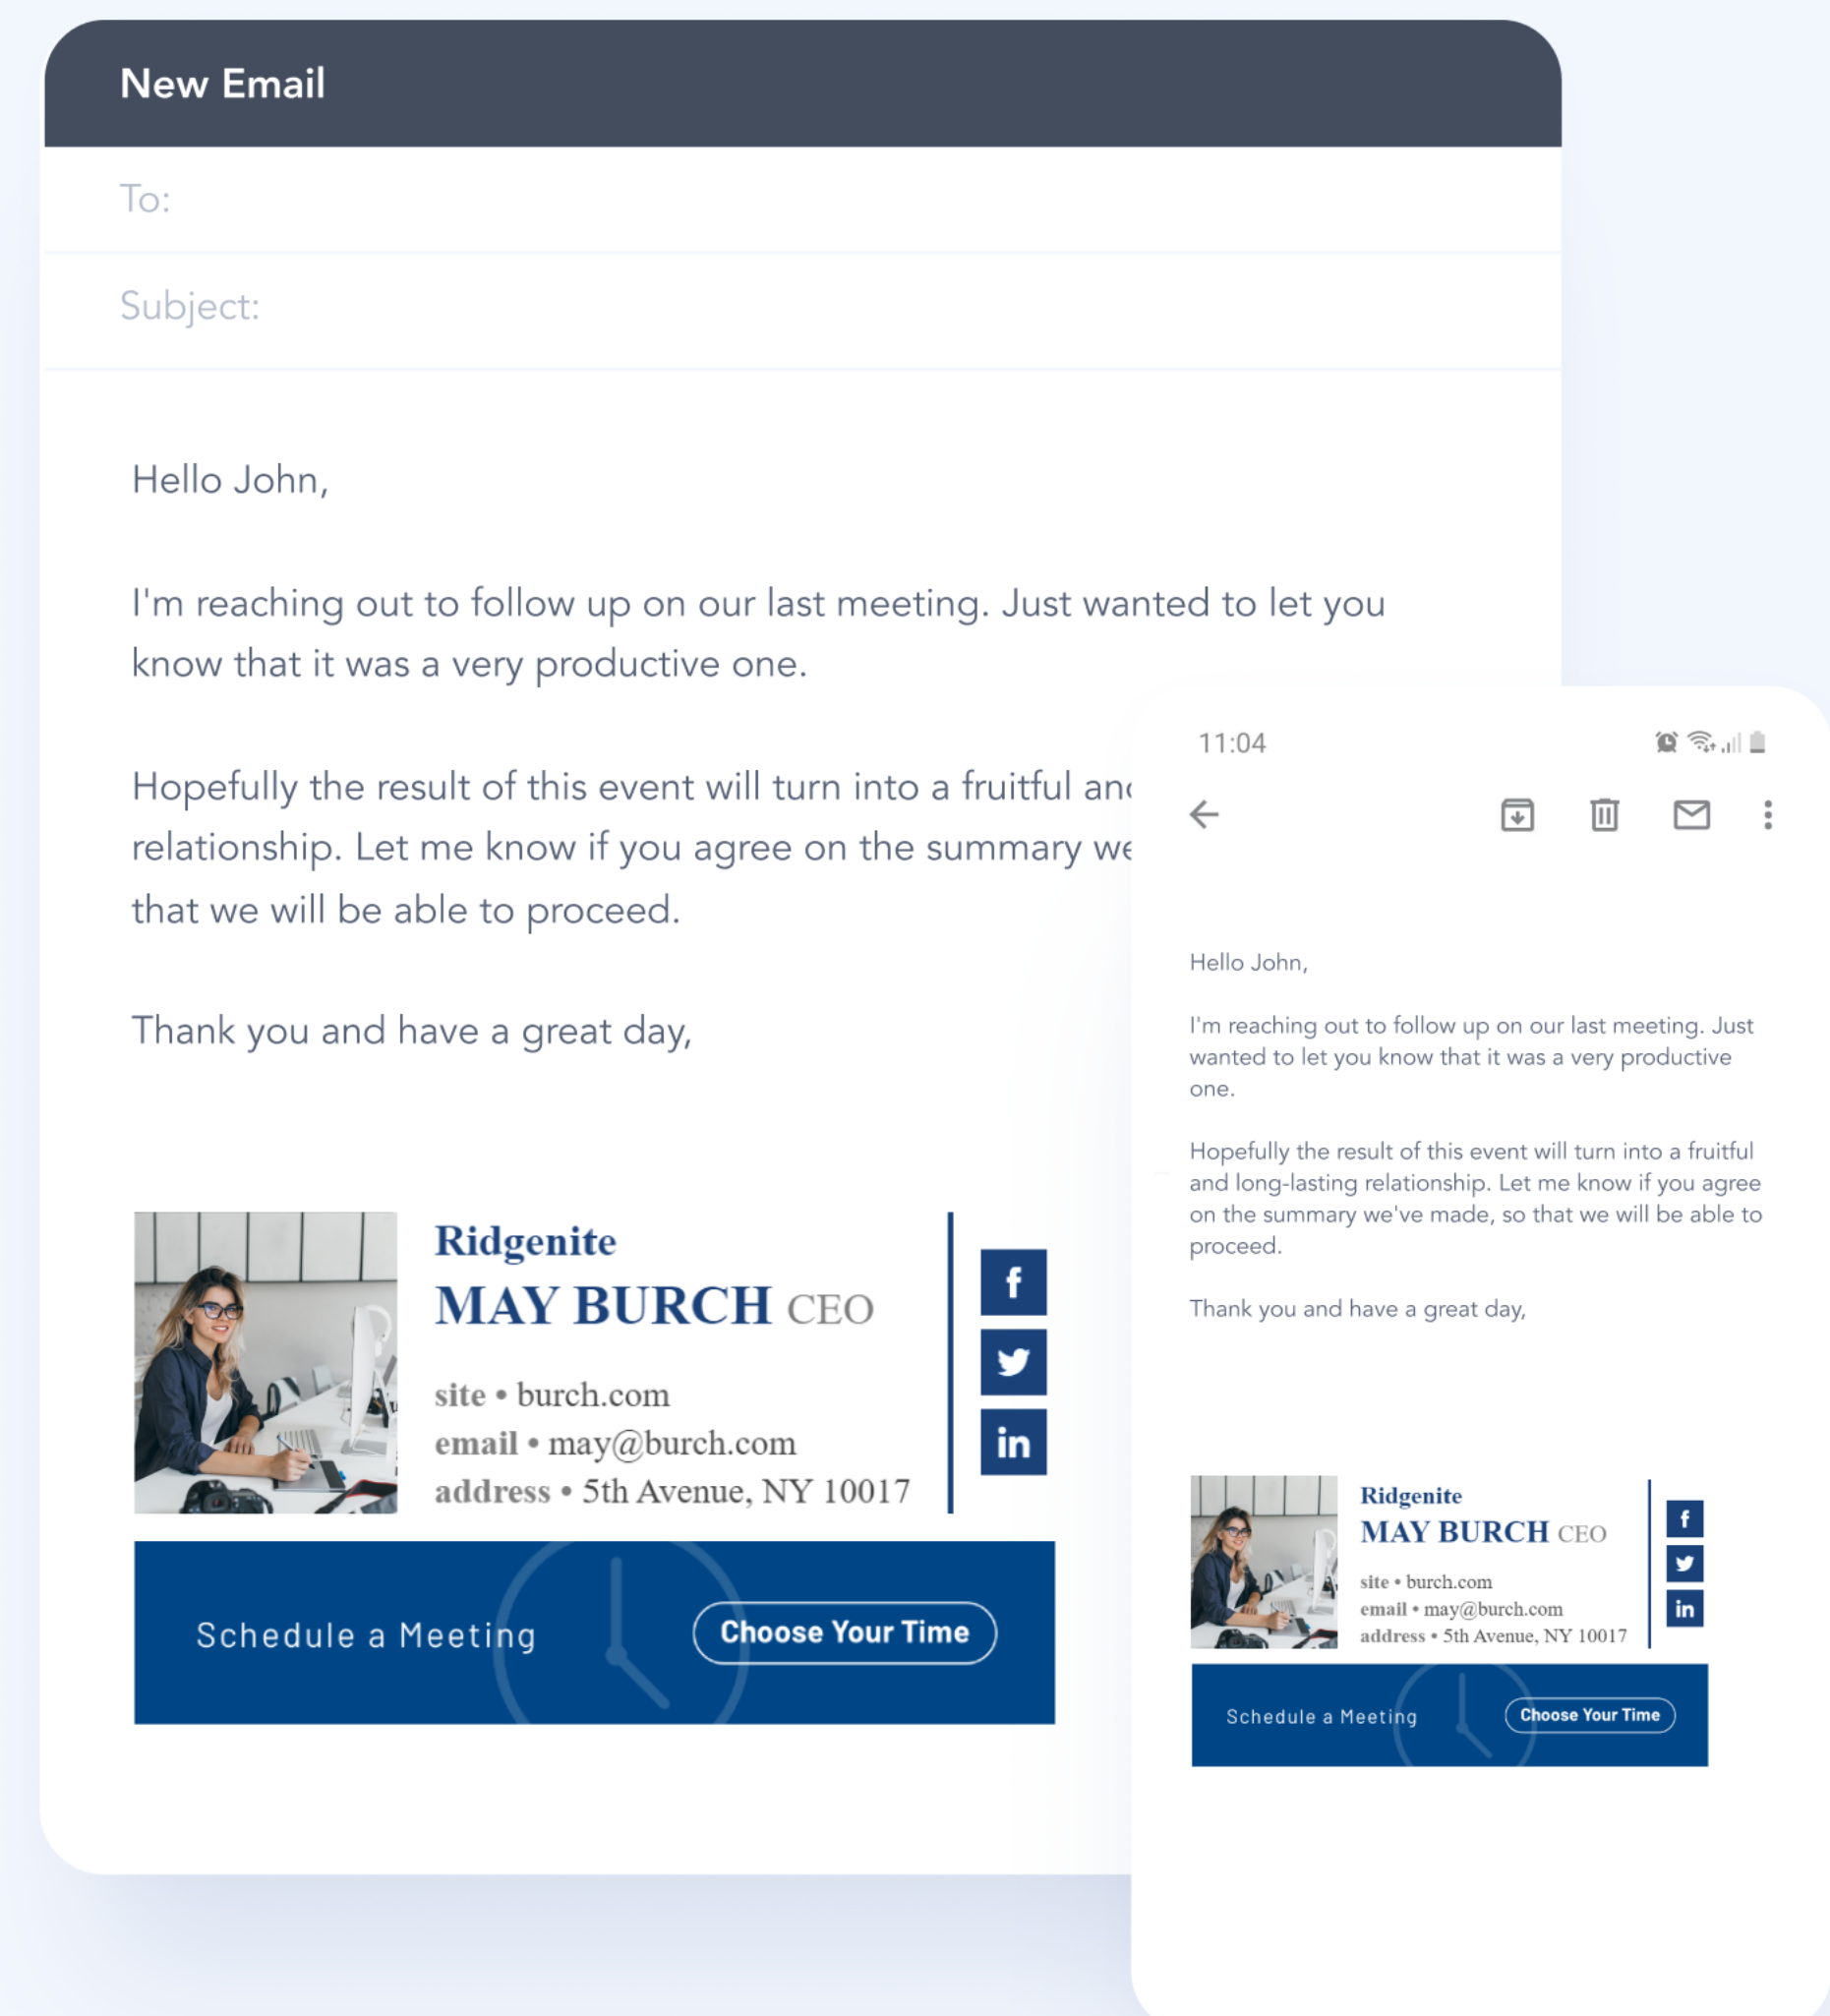 New Email
To:
Subject:
Hello John,
I'm reaching out to follow up on our last meeting. Just wanted to let you
know that it was a very productive one.
Hopefully the result of this event will turn into a fruitful
relationship. Let me know if you agree on the summary
that we will be able to proceed.
Thank you and have a great day,
Ridgenite
MAY BURCH CEO
site • burch.com
email • may@burch.com
address • 5th Avenue, NY 10017
f
in
Schedule a Meeting
Choose Your Time
11:04
Hello John,
I'm reaching out to follow up on our last meeting. Just
wanted to let you know that it was a very productive
one.
Hopefully the result of this event will turn into a fruitful
and long-lasting relationship. Let me know if you agree
on the summary we've made, so that we will be able to
proceed.
Thank you and have a great day,
Ridgenite
MAY BURCH CEO
site • burch.com
email • may@burch.com
address • 5th Avenue, NY 10017
f
in
Schedule a Meeting
Choose Your Time